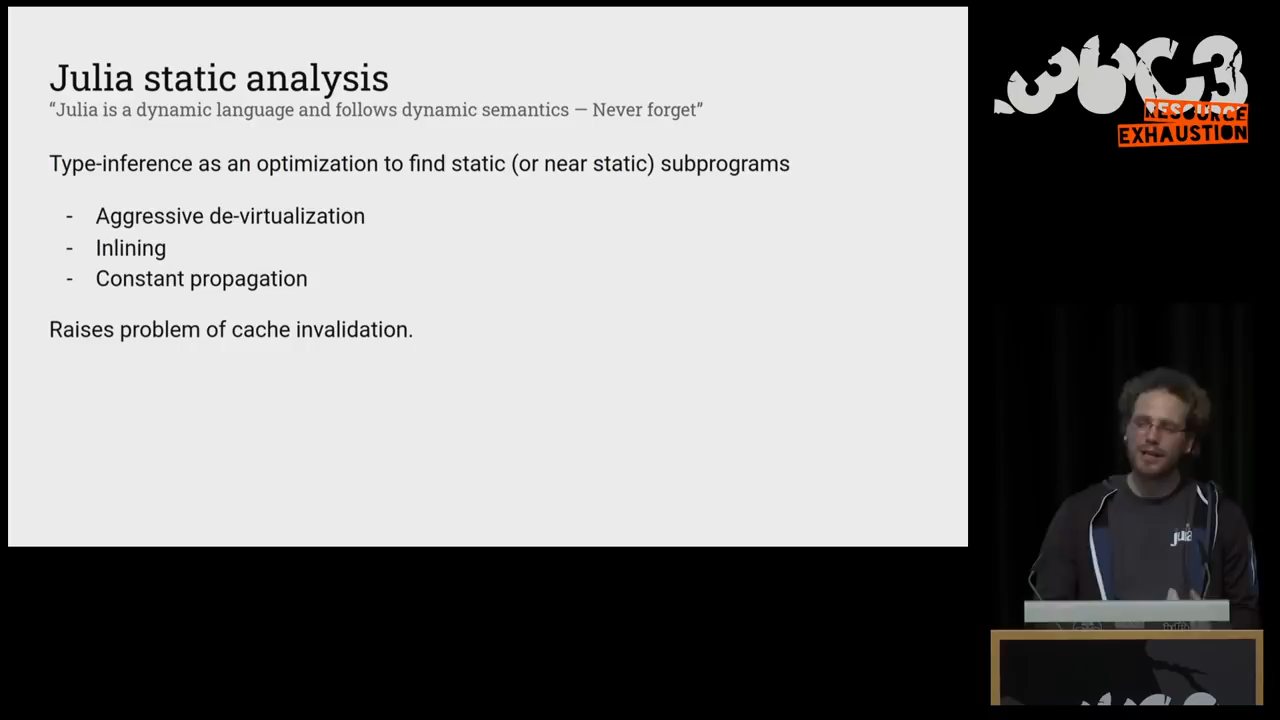 Julia static analysis
“Julia is a dynamic language and follows dynamic semantics — Never forget”
Type-inference as an optimization to find static (or near static) subprograms
- Aggressive de-virtualization
- Inlining
- Constant propagation
Raises problem of cache invalidation.
36C3
RESOURCE
EXHAUSTION
julia